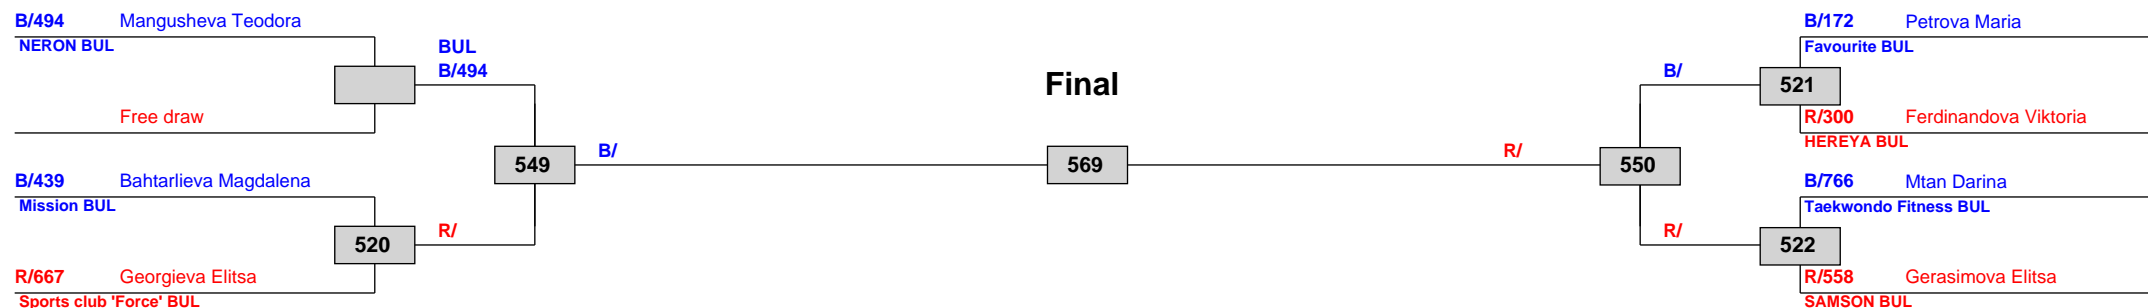 B/494 Mangusheva Teodora
NERON BUL
BUL
B/494
Free draw
549
B/
B/439 Bahtarlieva Magdalena
Mission BUL
520
R/
R/667 Georgieva Elitsa
Sports club 'Force' BUL
Final
569
B/172 Petrova Maria
Favourite BUL
B/
521
R/300 Ferdinandova Viktoria
HEREYA BUL
R/
550
B/766 Mtan Darina
Taekwondo Fitness BUL
R/
522
R/558 Gerasimova Elitsa
SAMSON BUL